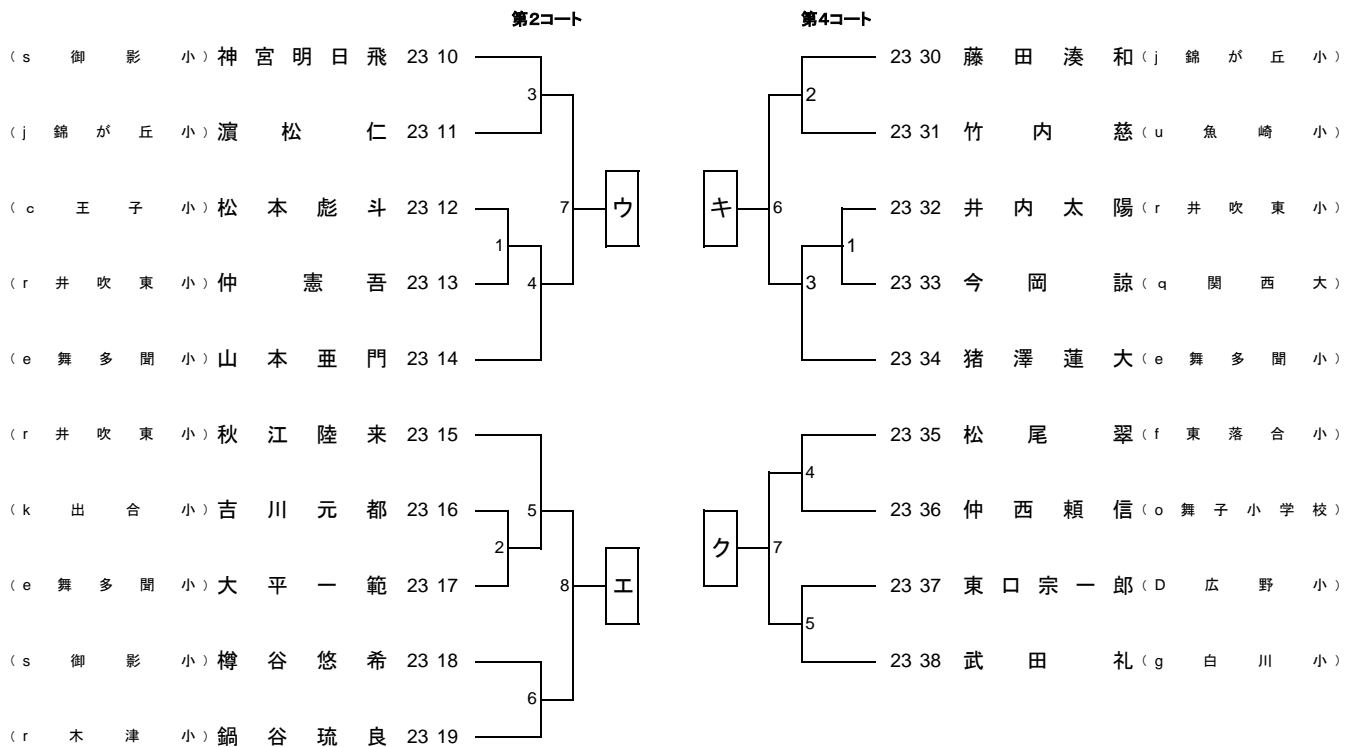 第2コート
第4コート
（s 御影小）神宮明日飛 23 10
23 30 藤田湊和（j 錦が丘小）
3
2
（j 錦が丘小）濵松仁 23 11
23 31 竹内慈（u 魚崎小）
（c 王子小）松本彪斗 23 12
7
ウ
キ
6
23 32 井内太陽（r 井吹東小）
1
1
（r 井吹東小）仲憲吾 23 13
4
3
23 33 今岡諒（q 関西大）
（e 舞多聞小）山本亜門 23 14
23 34 猪澤蓮大（e 舞多聞小）
（r 井吹東小）秋江陸来 23 15
23 35 松尾翠（f 東落合小）
4
（k 出合小）吉川元都 23 16
5
23 36 仲西頼信（o 舞子小学校）
2
ク
7
（e 舞多聞小）大平一範 23 17
8
エ
23 37 東口宗一郎（D 広野小）
5
（s 御影小）樽谷悠希 23 18
23 38 武田礼（g 白川小）
6
（r 木津小）鍋谷琉良 23 19